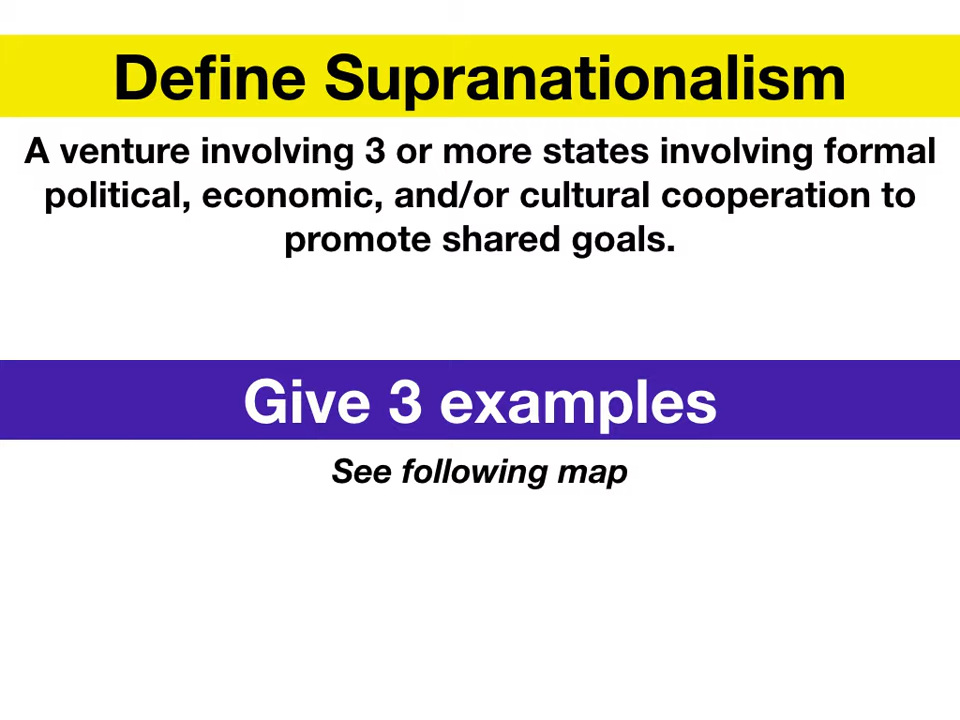 Define Supranationalism
A venture involving 3 or more states involving formal
political, economic, and/or cultural cooperation to
promote shared goals.
Give 3 examples
See following map